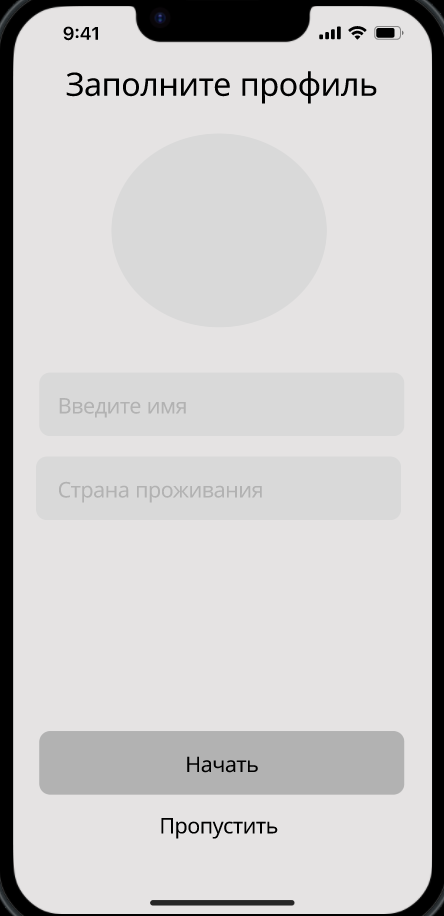 9:41
Заполните профиль
Введите имя
Страна проживания
Начать
Пропустить